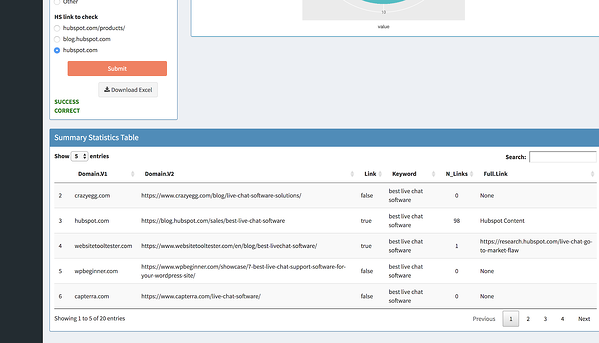 Other
HS link to check
hubspot.com/products/
blog.hubspot.com
hubspot.com
Submit
Download Excel
SUCCESS
CORRECT
10
value
Summary Statistics Table
Show 5 entries
Search:
Domain.V1 Domain.V2 Link Keyword N_Links Full.Link
2 crazyegg.com https://www.crazyegg.com/blog/live-chat-software-solutions/ false best live chat software 0 None
3 hubspot.com https://blog.hubspot.com/sales/best-live-chat-software true best live chat software 98 Hubspot Content
4 websitetooltester.com https://www.websitetooltester.com/en/blog/best-livechat-software/ true best live chat software 1 https://research.hubspot.com/live-chat-go-to-market-flaw
5 wpbeginner.com https://www.wpbeginner.com/showcase/7-best-live-chat-support-software-for-your-wordpress-site/ false best live chat software 0 None
6 capterra.com https://www.capterra.com/live-chat-software/ false best live chat software 0 None
Showing 1 to 5 of 20 entries
Previous 1 2 3 4 Next